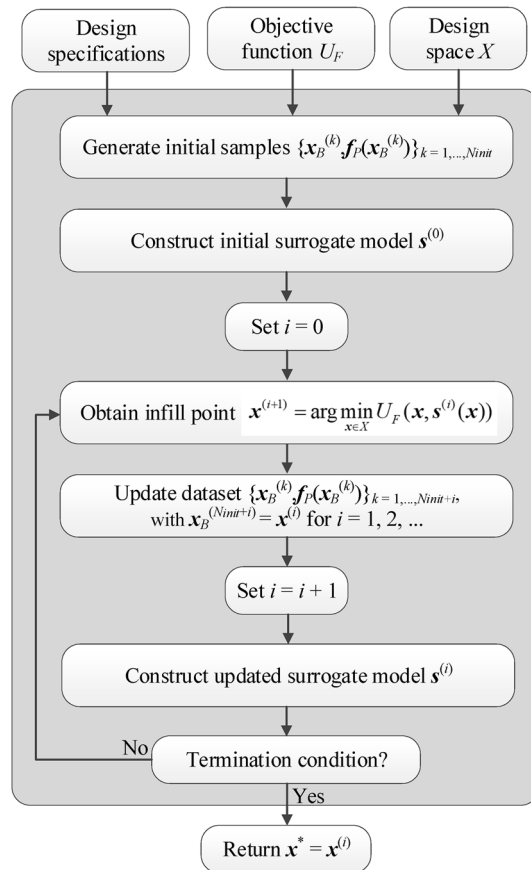 Design specifications
Objective function U_F
Design space X
Generate initial samples {x_B^(k),f_P(x_B^(k))}_k = 1,...,Ninit
Construct initial surrogate model s^(0)
Set i = 0
Obtain infill point x^(i+1) = arg min_{x∈X} U_F(x, s^(i)(x))
Update dataset {x_B^(k),f_P(x_B^(k))}_k = 1,...,Ninit+i,
with x_B^(Ninit+i) = x^(i) for i = 1, 2, ...
Set i = i + 1
Construct updated surrogate model s^(i)
No
Termination condition?
Yes
Return x^* = x^(i)